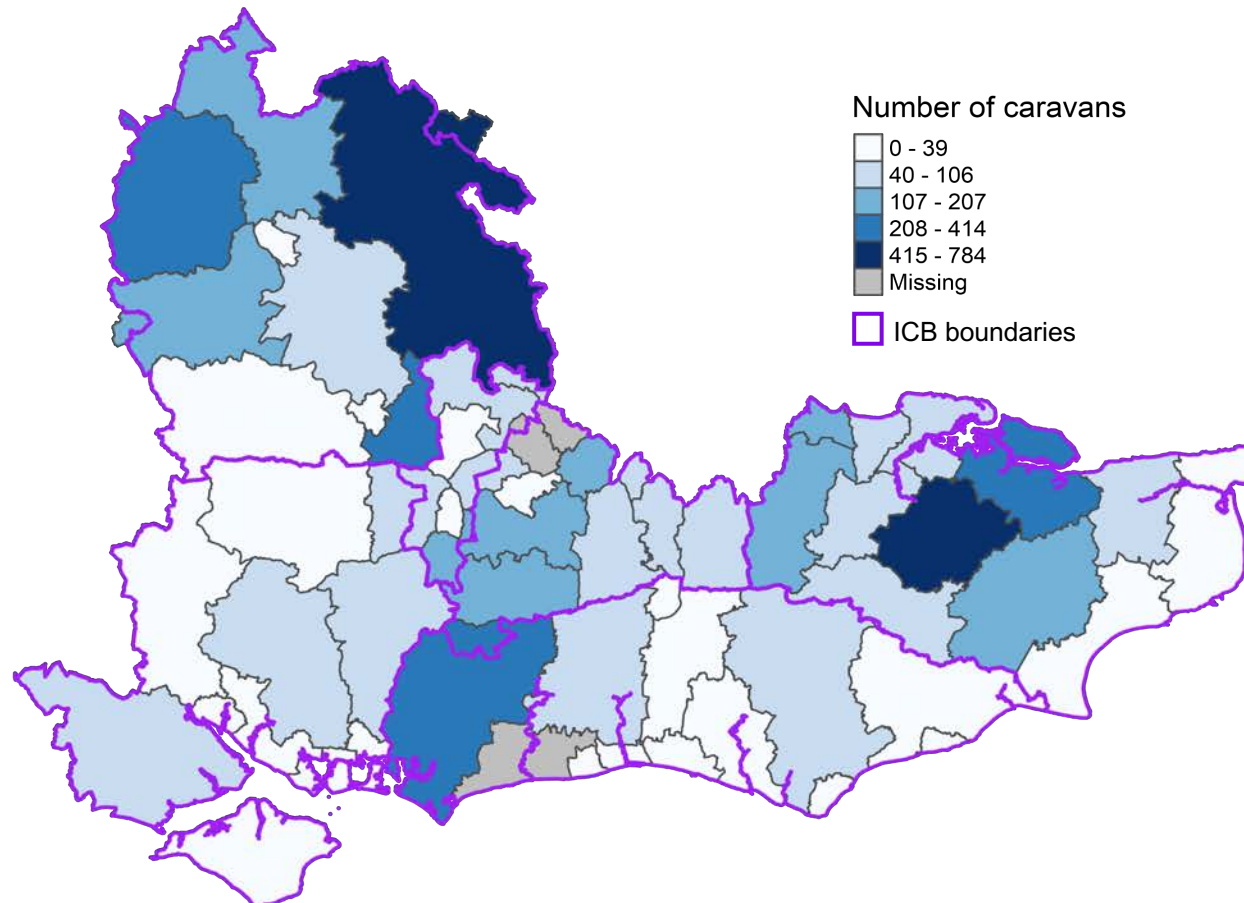 Number of caravans
0 - 39
40 - 106
107 - 207
208 - 414
415 - 784
Missing
ICB boundaries